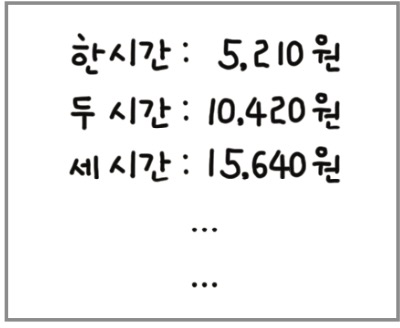 한시간 : 5,210원
두 시간 : 10,420원
세 시간 : 15,640원
...
...